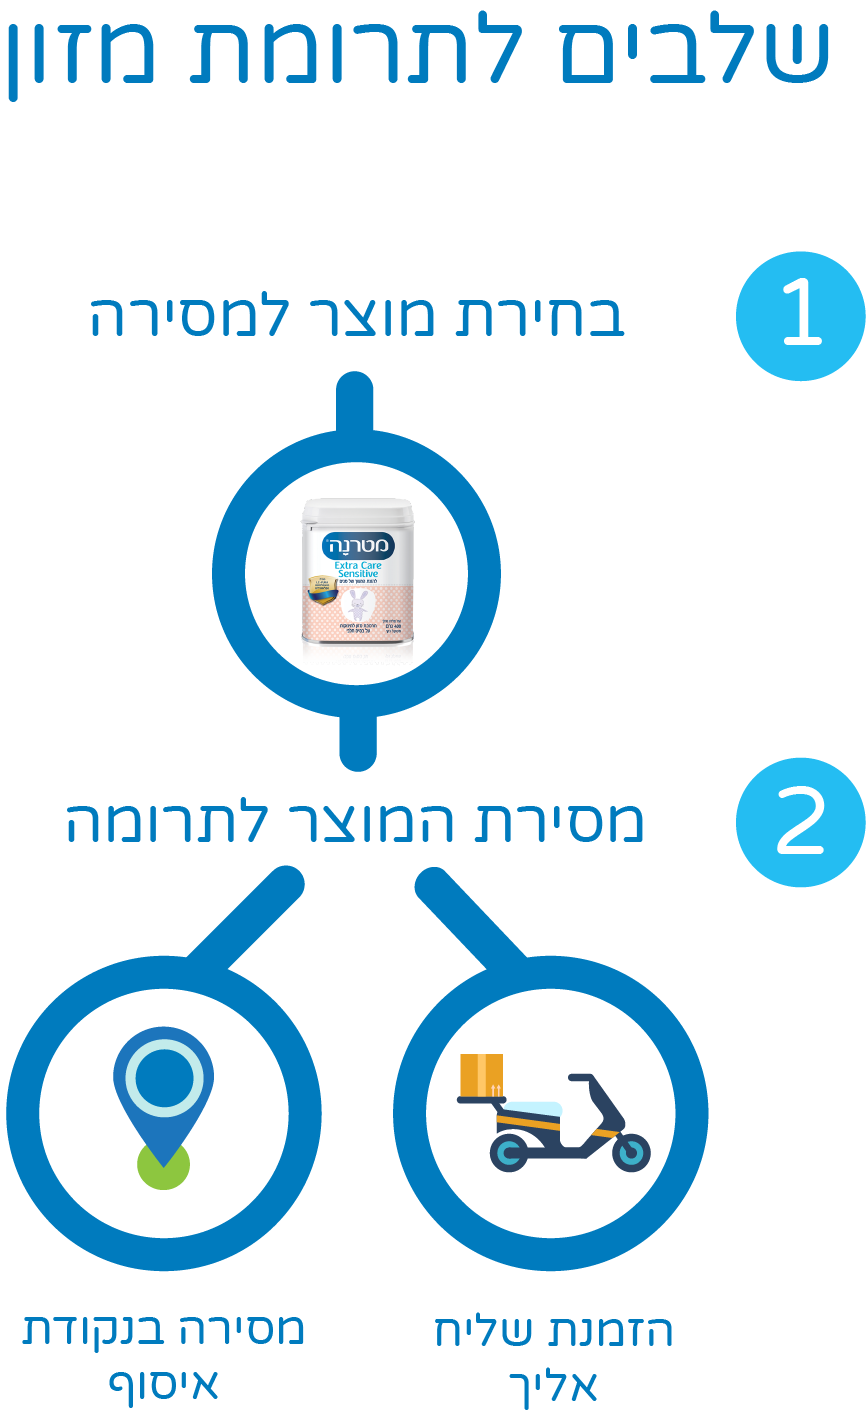 שלבים לתרומת מזון
1
בחירת מוצר למסירה
מטרנָה
Extra Care
Sensitive
2
מסירת המוצר לתרומה
הזמנת שליח
אליך
מסירה בנקודת
איסוף